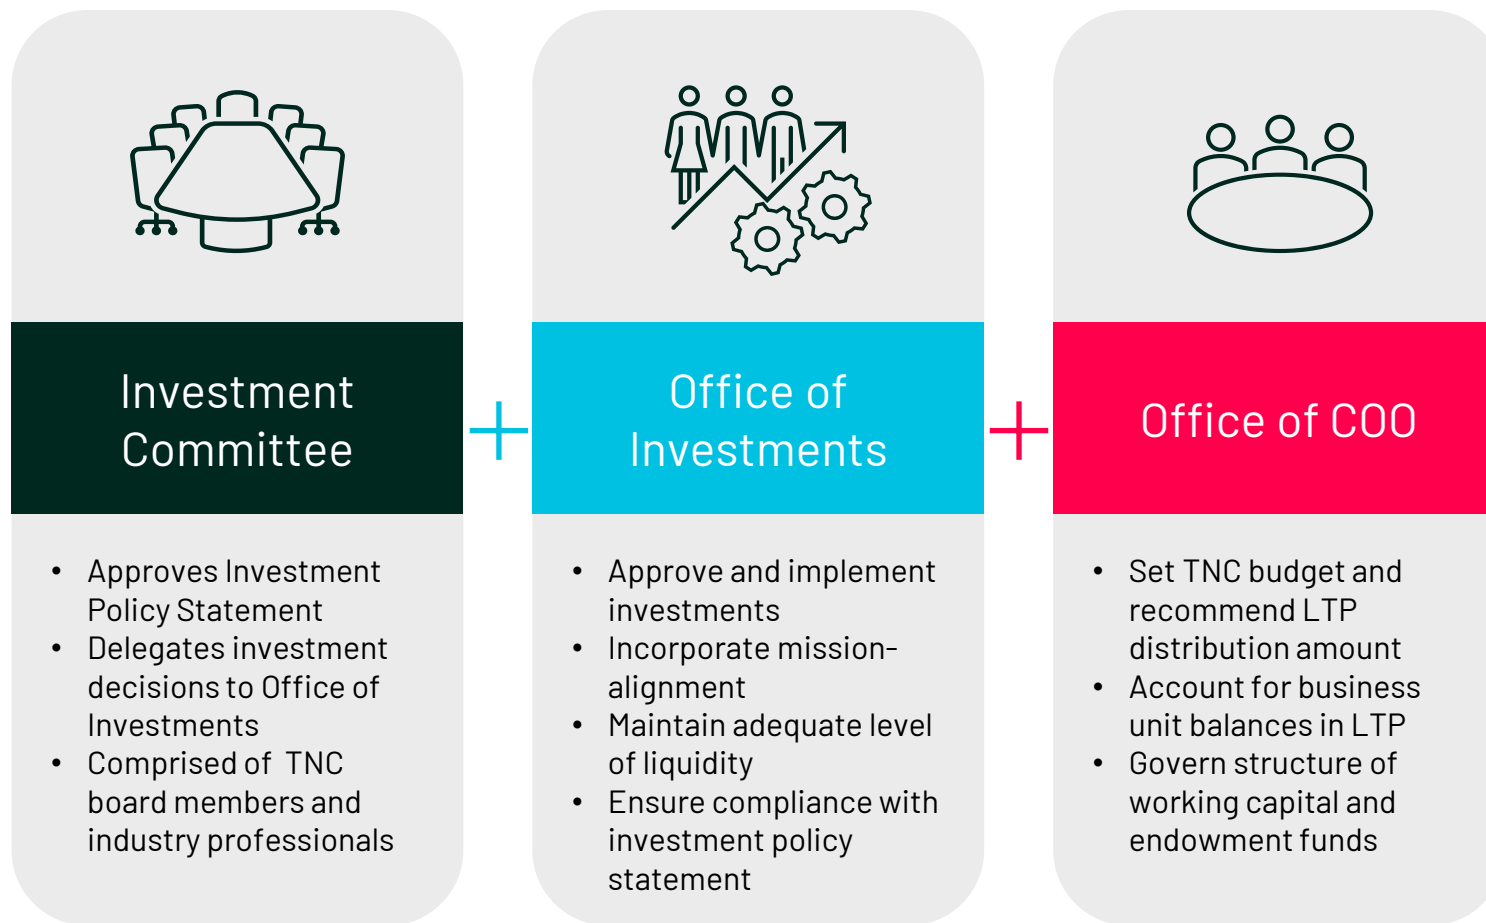 Investment
Committee
• Approves Investment
Policy Statement
• Delegates investment
decisions to Office of
Investments
• Comprised of  TNC
board members and
industry professionals
Office of
Investments
• Approve and implement
investments
• Incorporate mission-
alignment
• Maintain adequate level
of liquidity
• Ensure compliance with
investment policy
statement
Office of COO
• Set TNC budget and
recommend LTP
distribution amount
• Account for business
unit balances in LTP
• Govern structure of
working capital and
endowment funds